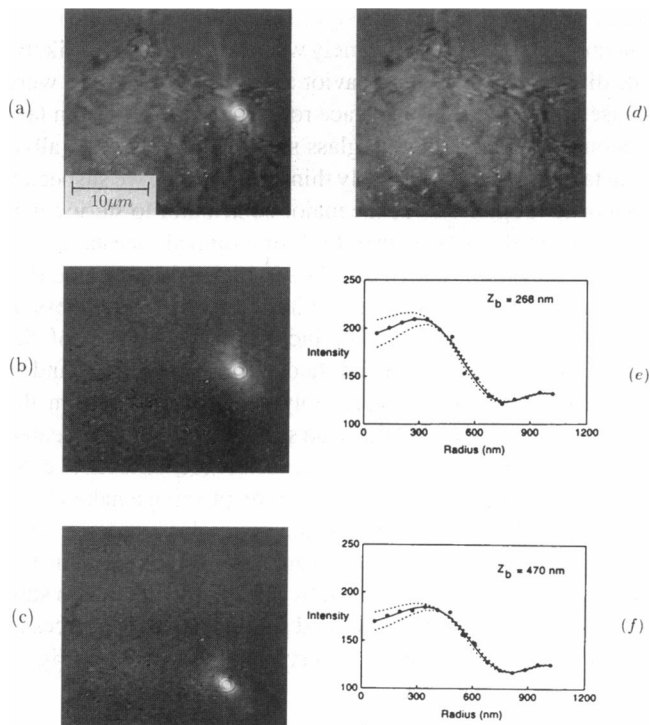 (a)
(d)
10μm
(b)
250
Z_b = 268 nm
200
Intensity
(e)
150
100
0 300 600 900 1200
Radius (nm)
(c)
250
Z_b = 470 nm
200
Intensity
(f)
150
100
0 300 600 900 1200
Radius (nm)